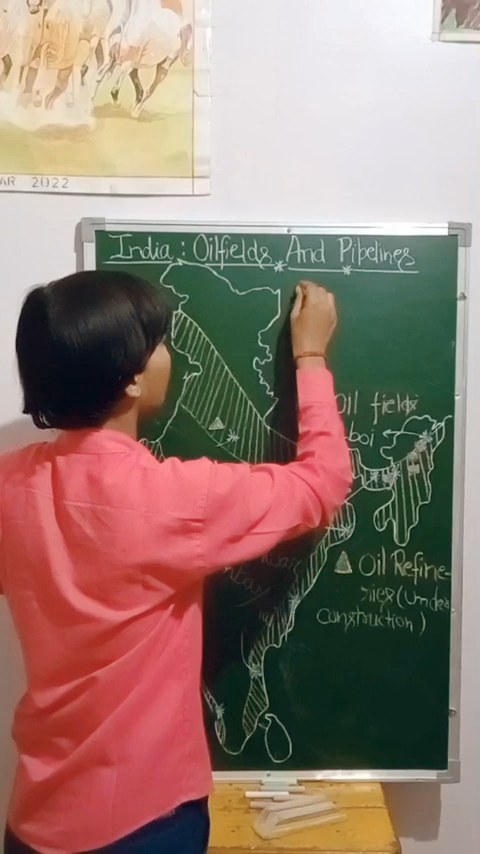 AR 2022
India : Oilfields And Pipelines
Oil fields
boi
Oil Refine-
ries (Under
Construction)